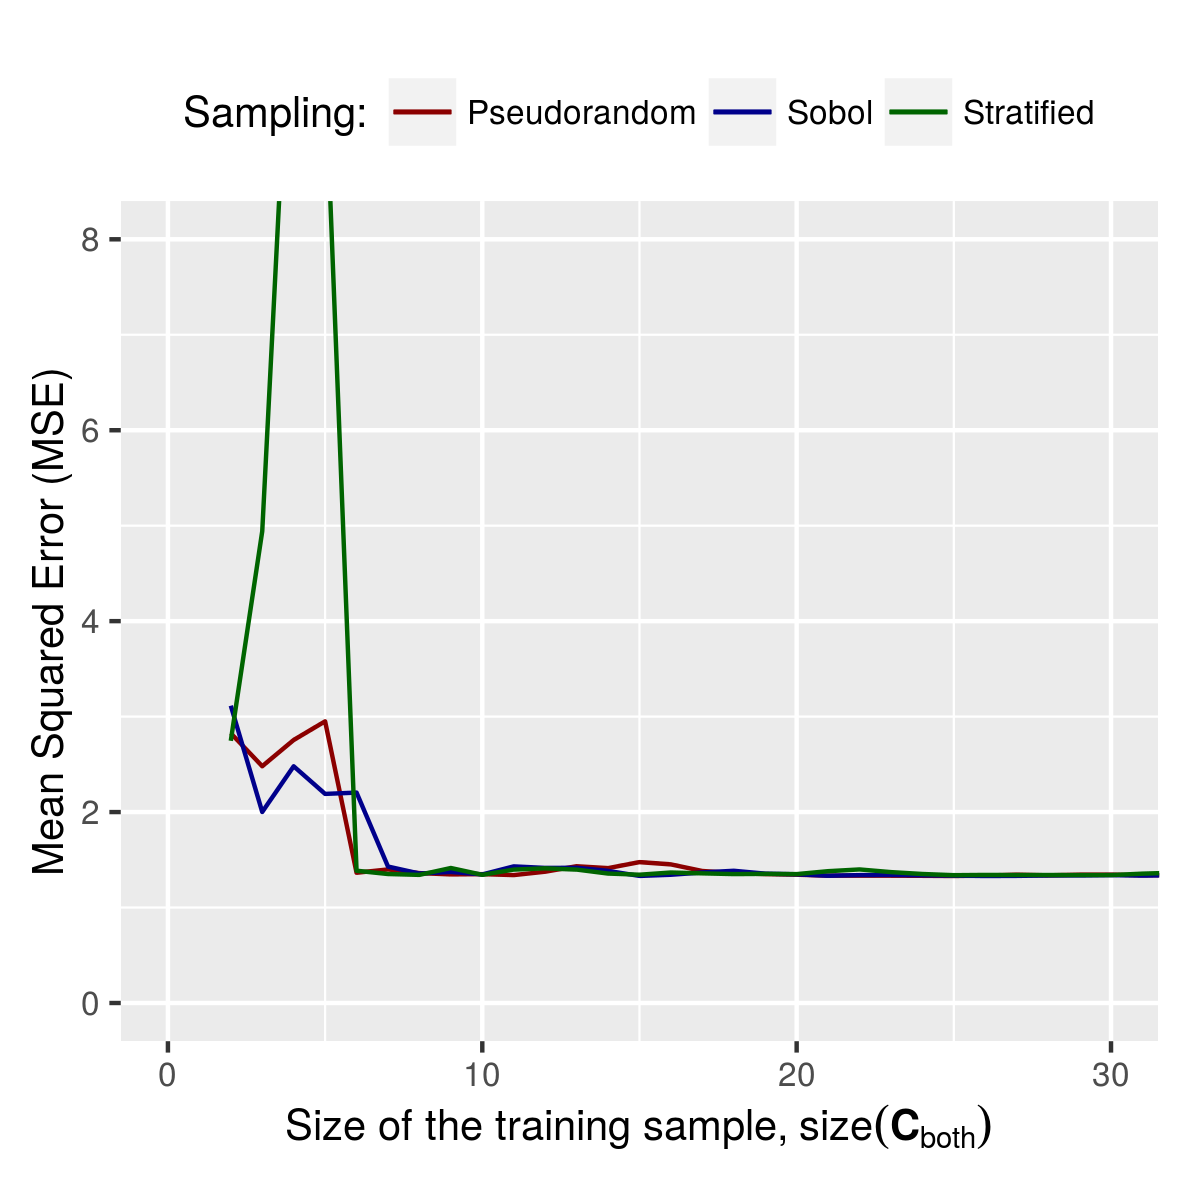 Sampling: Pseudorandom Sobol Stratified
8
6
4
2
0
Mean Squared Error (MSE)
0 10 20 30
Size of the training sample, size(C_both)